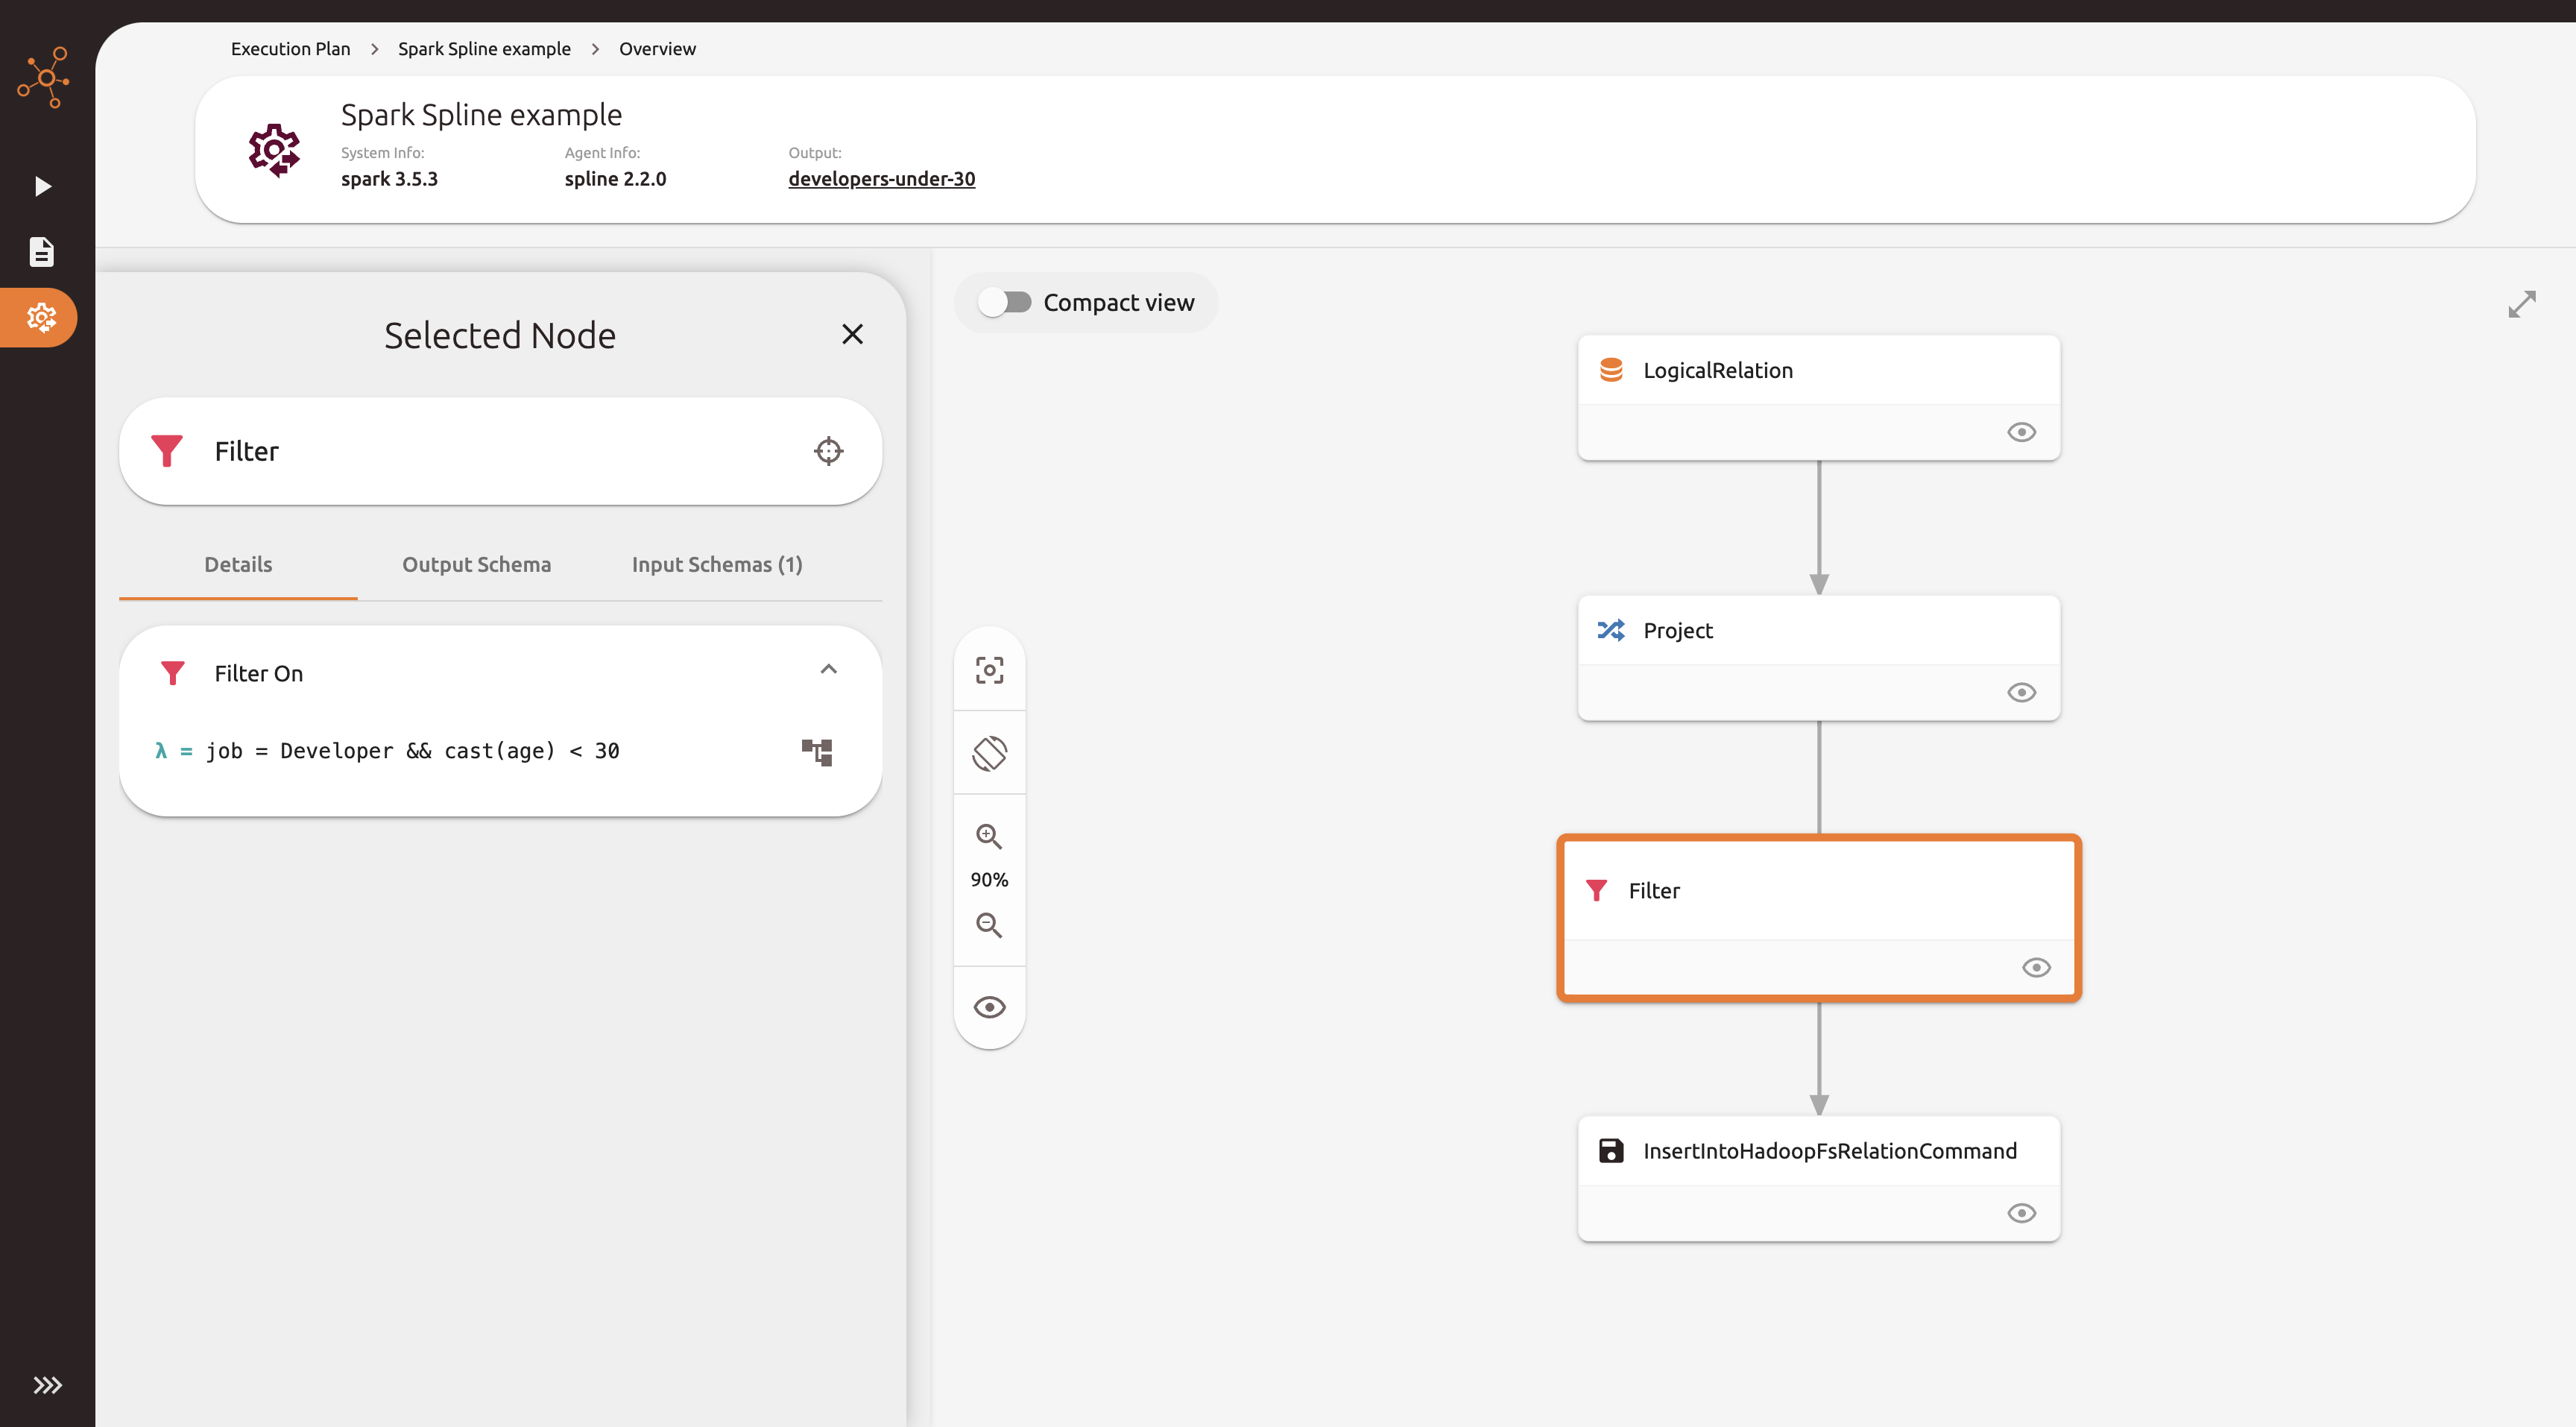 Execution Plan > Spark Spline example > Overview
Spark Spline example
System Info: Agent Info: Output:
spark 3.5.3 spline 2.2.0 developers-under-30
Selected Node
Filter
Details Output Schema Input Schemas (1)
Filter On
λ = job = Developer && cast(age) < 30
Compact view
90%
LogicalRelation
Project
Filter
InsertIntoHadoopFsRelationCommand